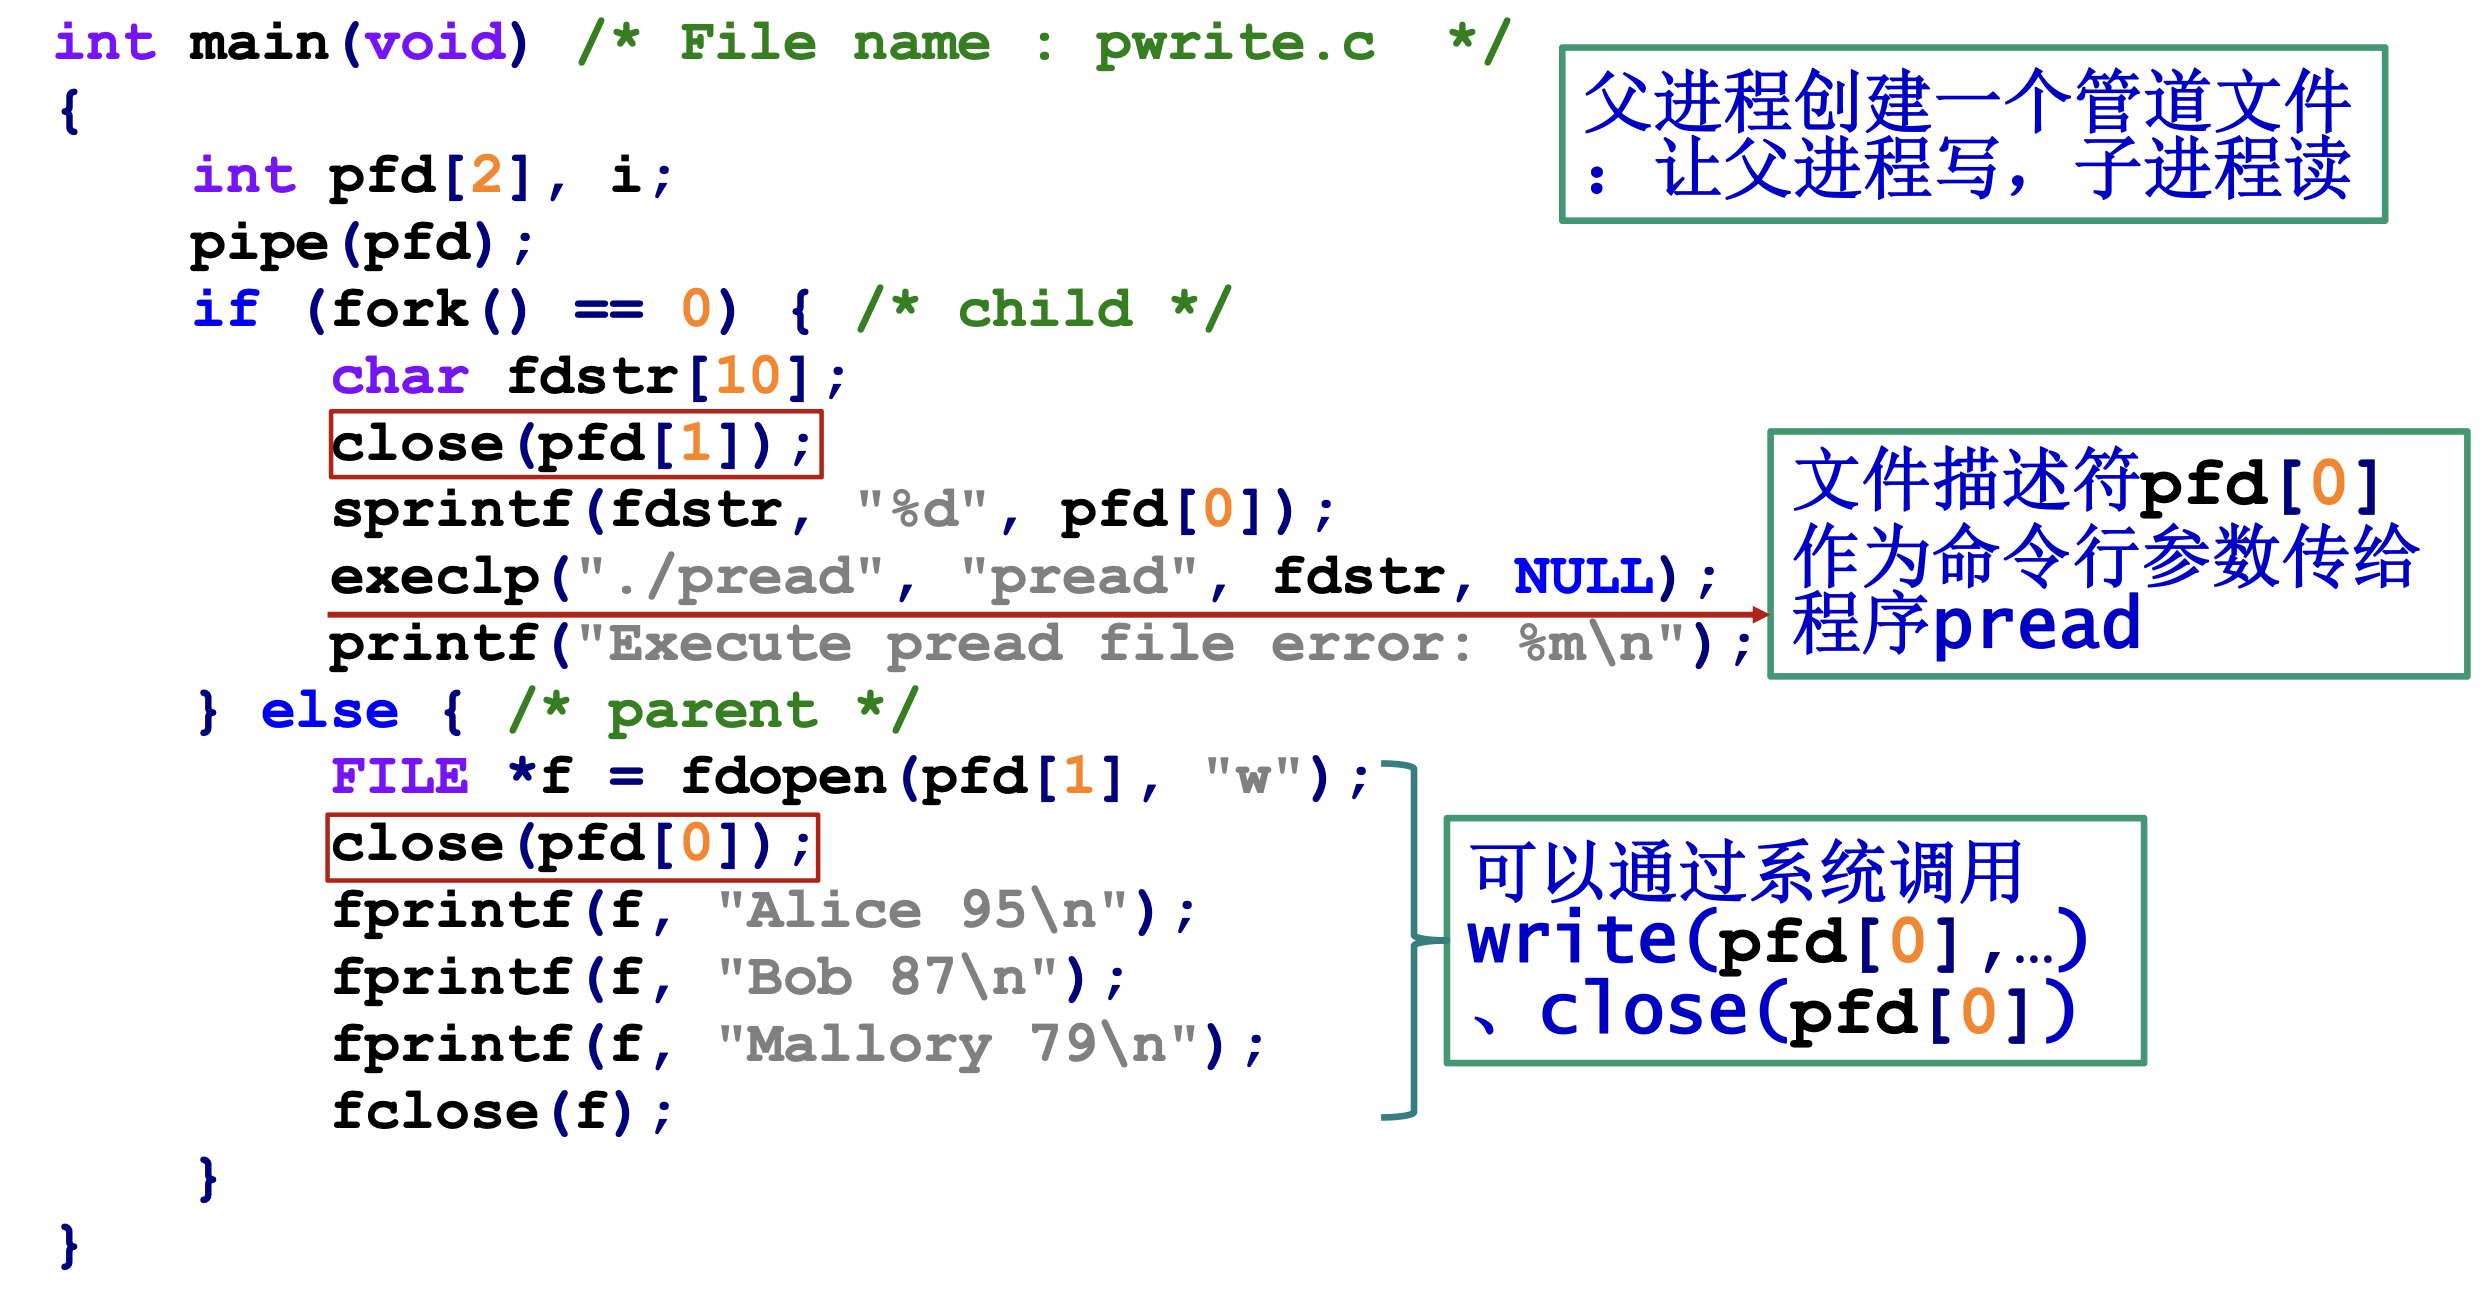 int main(void) /* File name : pwrite.c  */
{
    int pfd[2], i;
    pipe(pfd);
    if (fork() == 0) { /* child */
        char fdstr[10];
        close(pfd[1]);
        sprintf(fdstr, "%d", pfd[0]);
        execlp("./pread", "pread", fdstr, NULL);
        printf("Execute pread file error: %m\n");
    } else { /* parent */
        FILE *f = fdopen(pfd[1], "w");
        close(pfd[0]);
        fprintf(f, "Alice 95\n");
        fprintf(f, "Bob 87\n");
        fprintf(f, "Mallory 79\n");
        fclose(f);
    }
}
父进程创建一个管道文件
：让父进程写，子进程读
文件描述符pfd[0]
作为命令行参数传给
程序pread
可以通过系统调用
write(pfd[0],…)
、close(pfd[0])